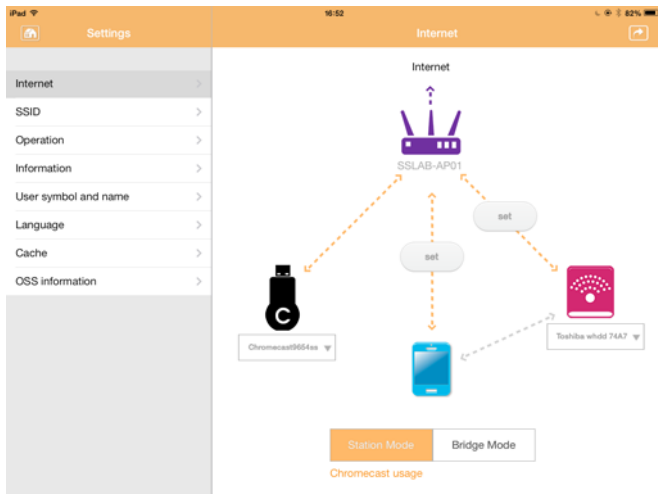 iPad 16:52 82%
Settings Internet
Internet
SSID
Operation
Information
User symbol and name
Language
Cache
OSS information
Internet
SSLAB-AP01
set
set
C
Chromecast9654ss
Toshiba whdd 74A7
Station Mode Bridge Mode
Chromecast usage